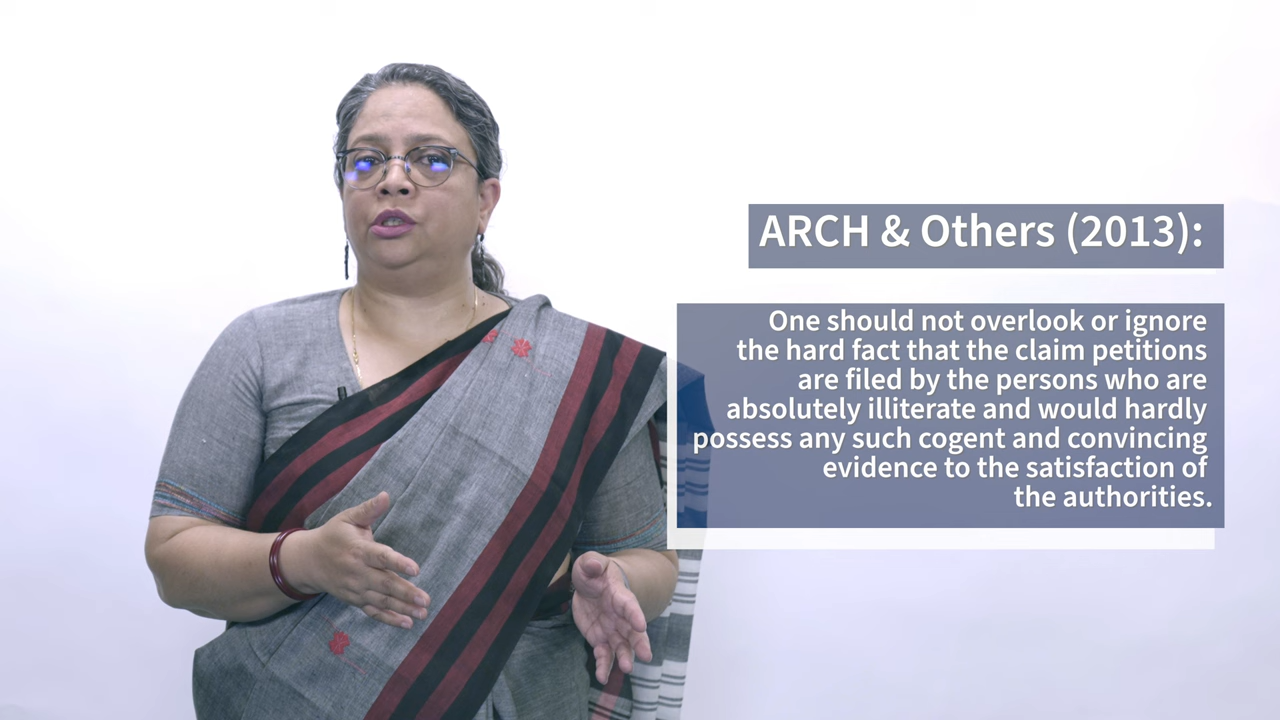 ARCH & Others (2013):
One should not overlook or ignore
the hard fact that the claim petitions
are filed by the persons who are
absolutely illiterate and would hardly
possess any such cogent and convincing
evidence to the satisfaction of
the authorities.